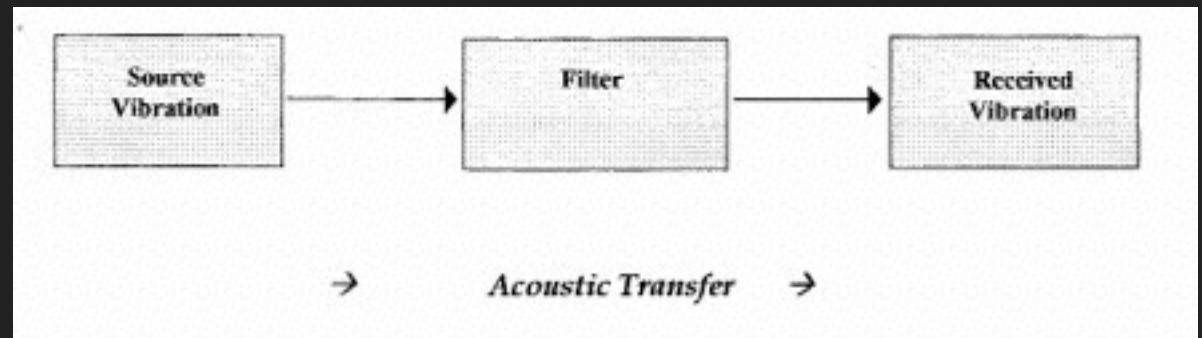 Source
Vibration
Filter
Received
Vibration
→ Acoustic Transfer →